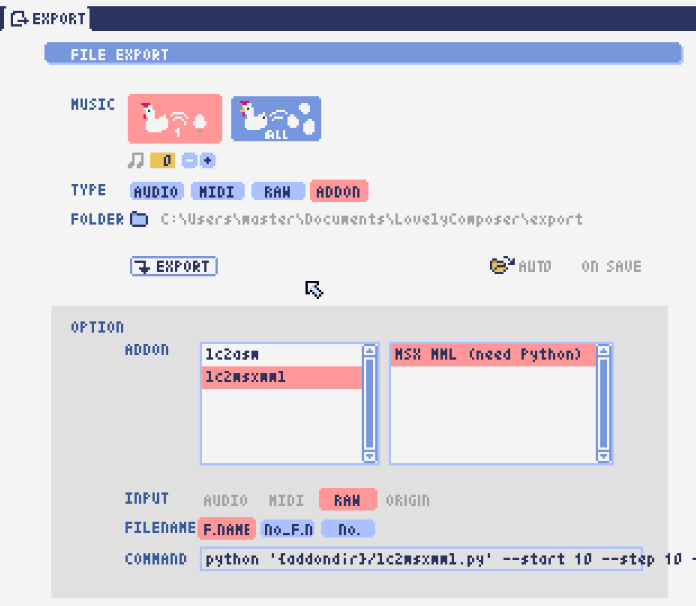 EXPORT
FILE EXPORT
MUSIC
1
ALL
0 - +
TYPE AUDIO MIDI RAW ADDON
FOLDER C:\Users\master\Documents\LovelyComposer\export
EXPORT AUTO ON SAVE
OPTION
ADDON lc2asm MSX MML (need Python)
lc2msxmml
INPUT AUDIO MIDI RAW ORIGIN
FILENAME F.NAME No_F.N No.
COMMAND python '{addondir}/lc2msxmml.py' --start 10 --step 10 -